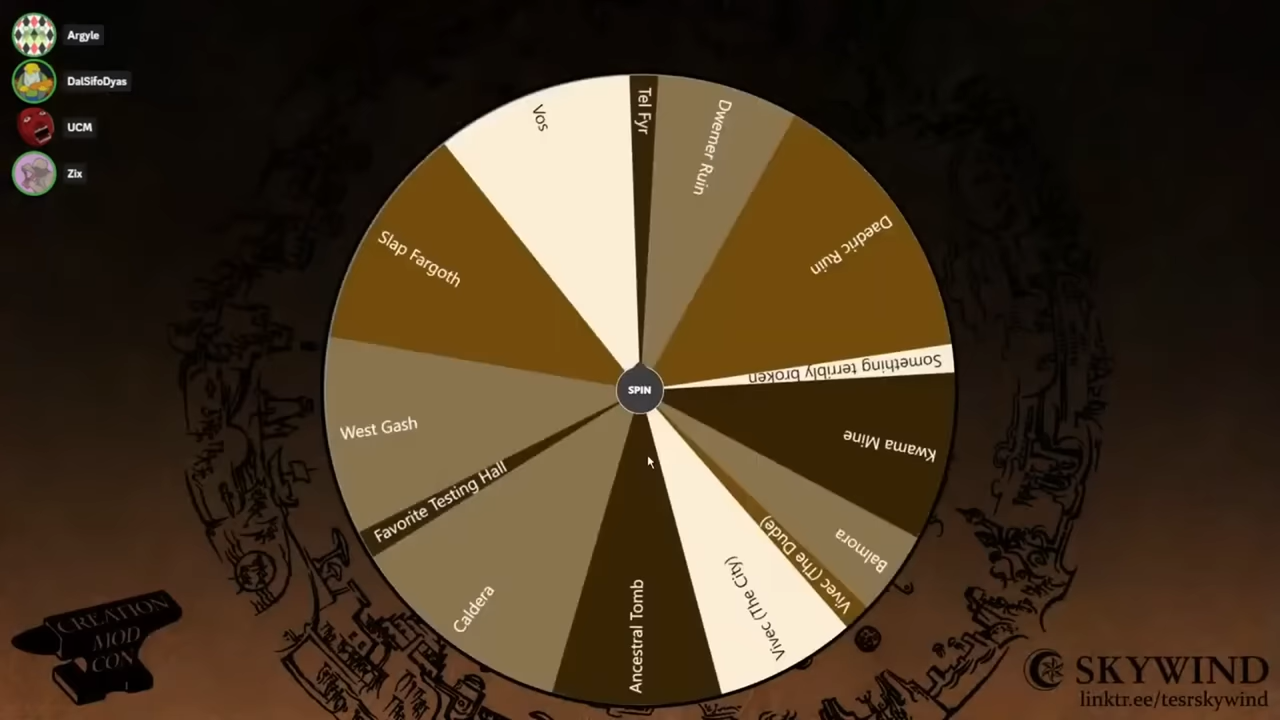 Argyle
DalSifoDyas
UCM
Zix
Tel Fyr
Dwemer Ruin
Daedric Ruin
Something terribly broken
Kwama Mine
Balmora
Vivec (The Dude)
Vivec (The City)
Ancestral Tomb
Caldera
Favorite Testing Hall
West Gash
Slap Fargoth
Vos
SPIN
CREATION
MOD
CON
SKYWIND
linktr.ee/tesrskywind